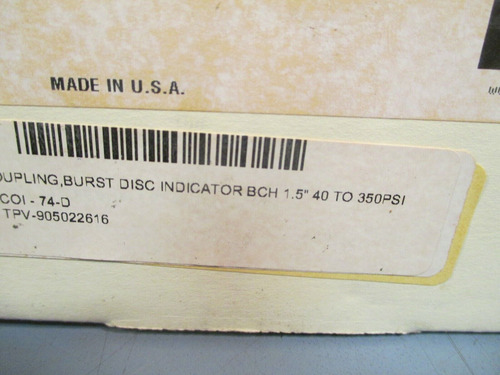 MADE IN U.S.A.
OUPLING,BURST DISC INDICATOR BCH 1.5" 40 TO 350PSI
COI - 74-D
TPV-905022616